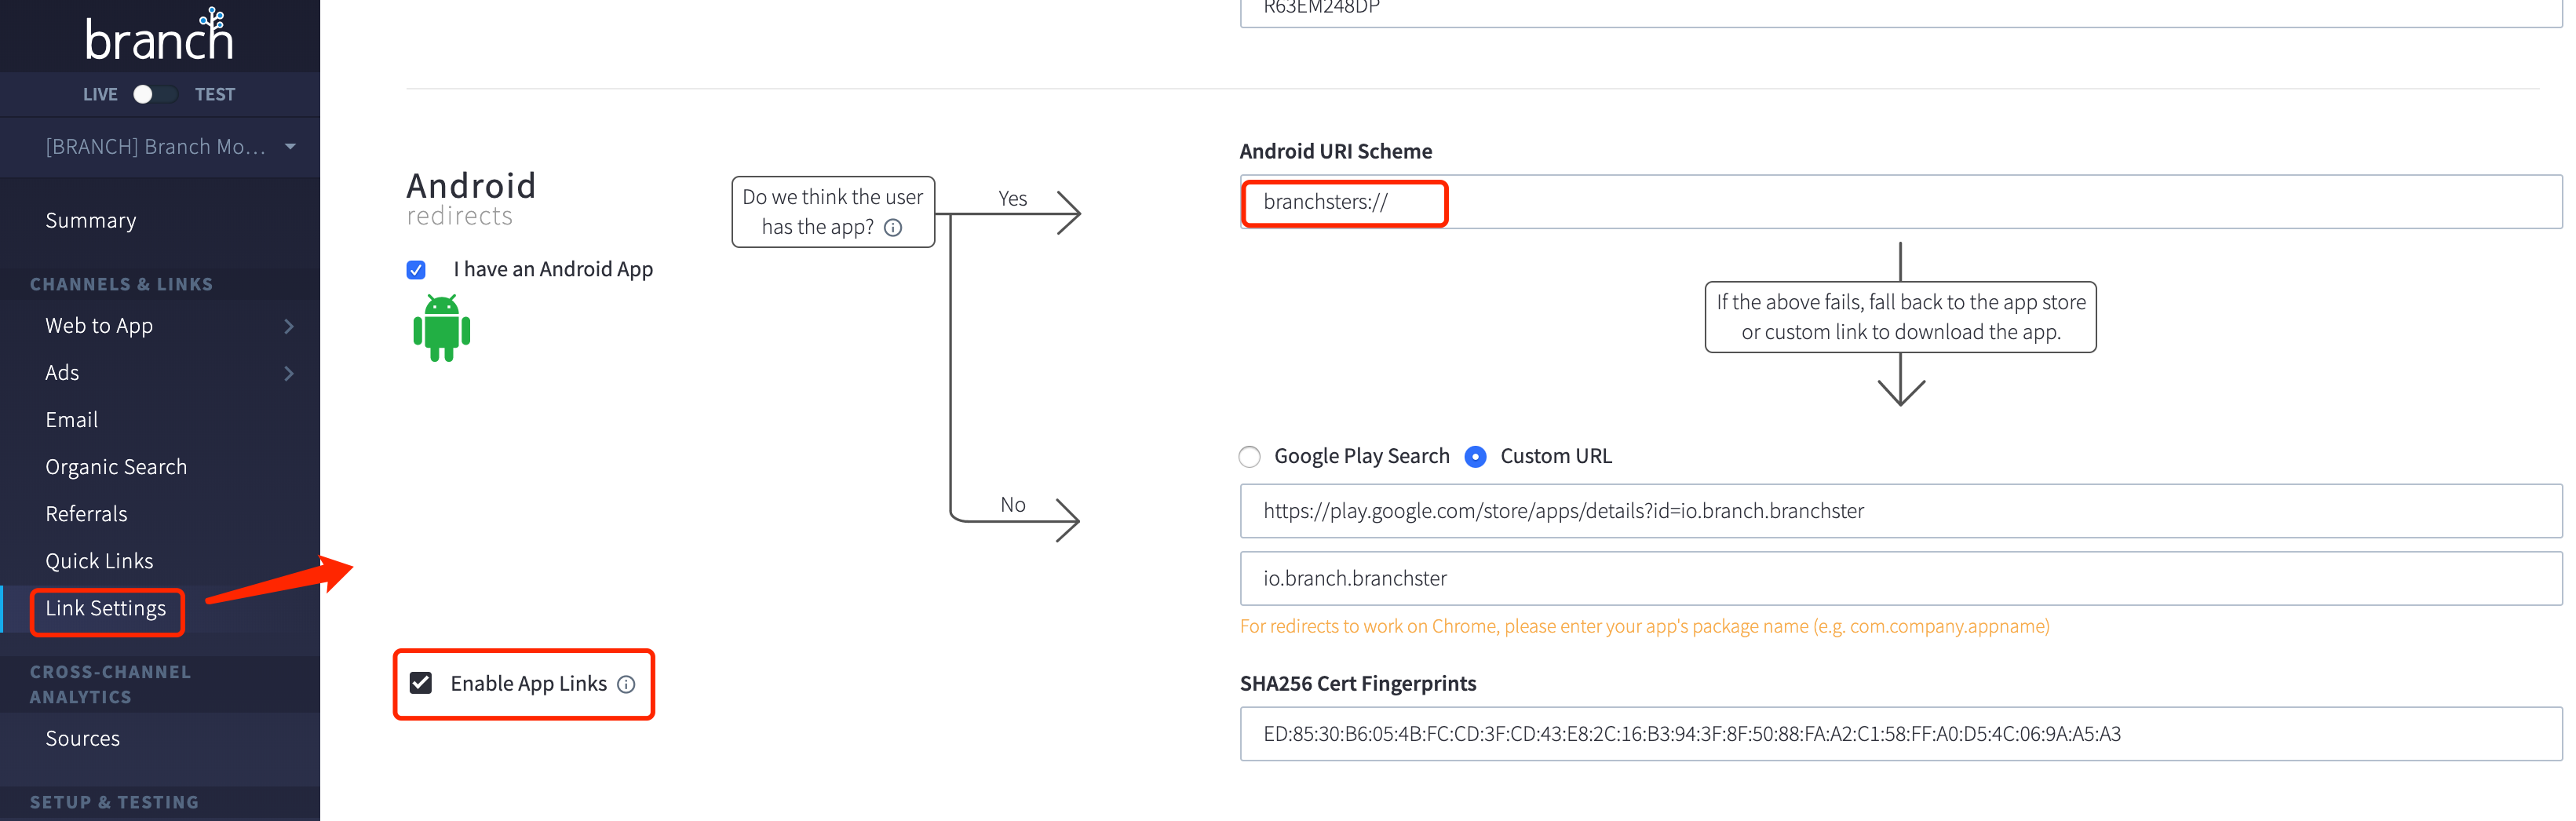 branch
LIVE TEST
[BRANCH] Branch Mo...
Summary
CHANNELS & LINKS
Web to App
Ads
Email
Organic Search
Referrals
Quick Links
Link Settings
CROSS-CHANNEL
ANALYTICS
Sources
SETUP & TESTING
R63EM248DP
Android
redirects
I have an Android App
Do we think the user
has the app?
Yes
No
Android URI Scheme
branchsters://
If the above fails, fall back to the app store
or custom link to download the app.
Google Play Search Custom URL
https://play.google.com/store/apps/details?id=io.branch.branchster
io.branch.branchster
For redirects to work on Chrome, please enter your app's package name (e.g. com.company.appname)
Enable App Links
SHA256 Cert Fingerprints
ED:85:30:B6:05:4B:FC:CD:3F:CD:43:E8:2C:16:B3:94:3F:8F:50:88:FA:A2:C1:58:FF:A0:D5:4C:06:9A:A5:A3